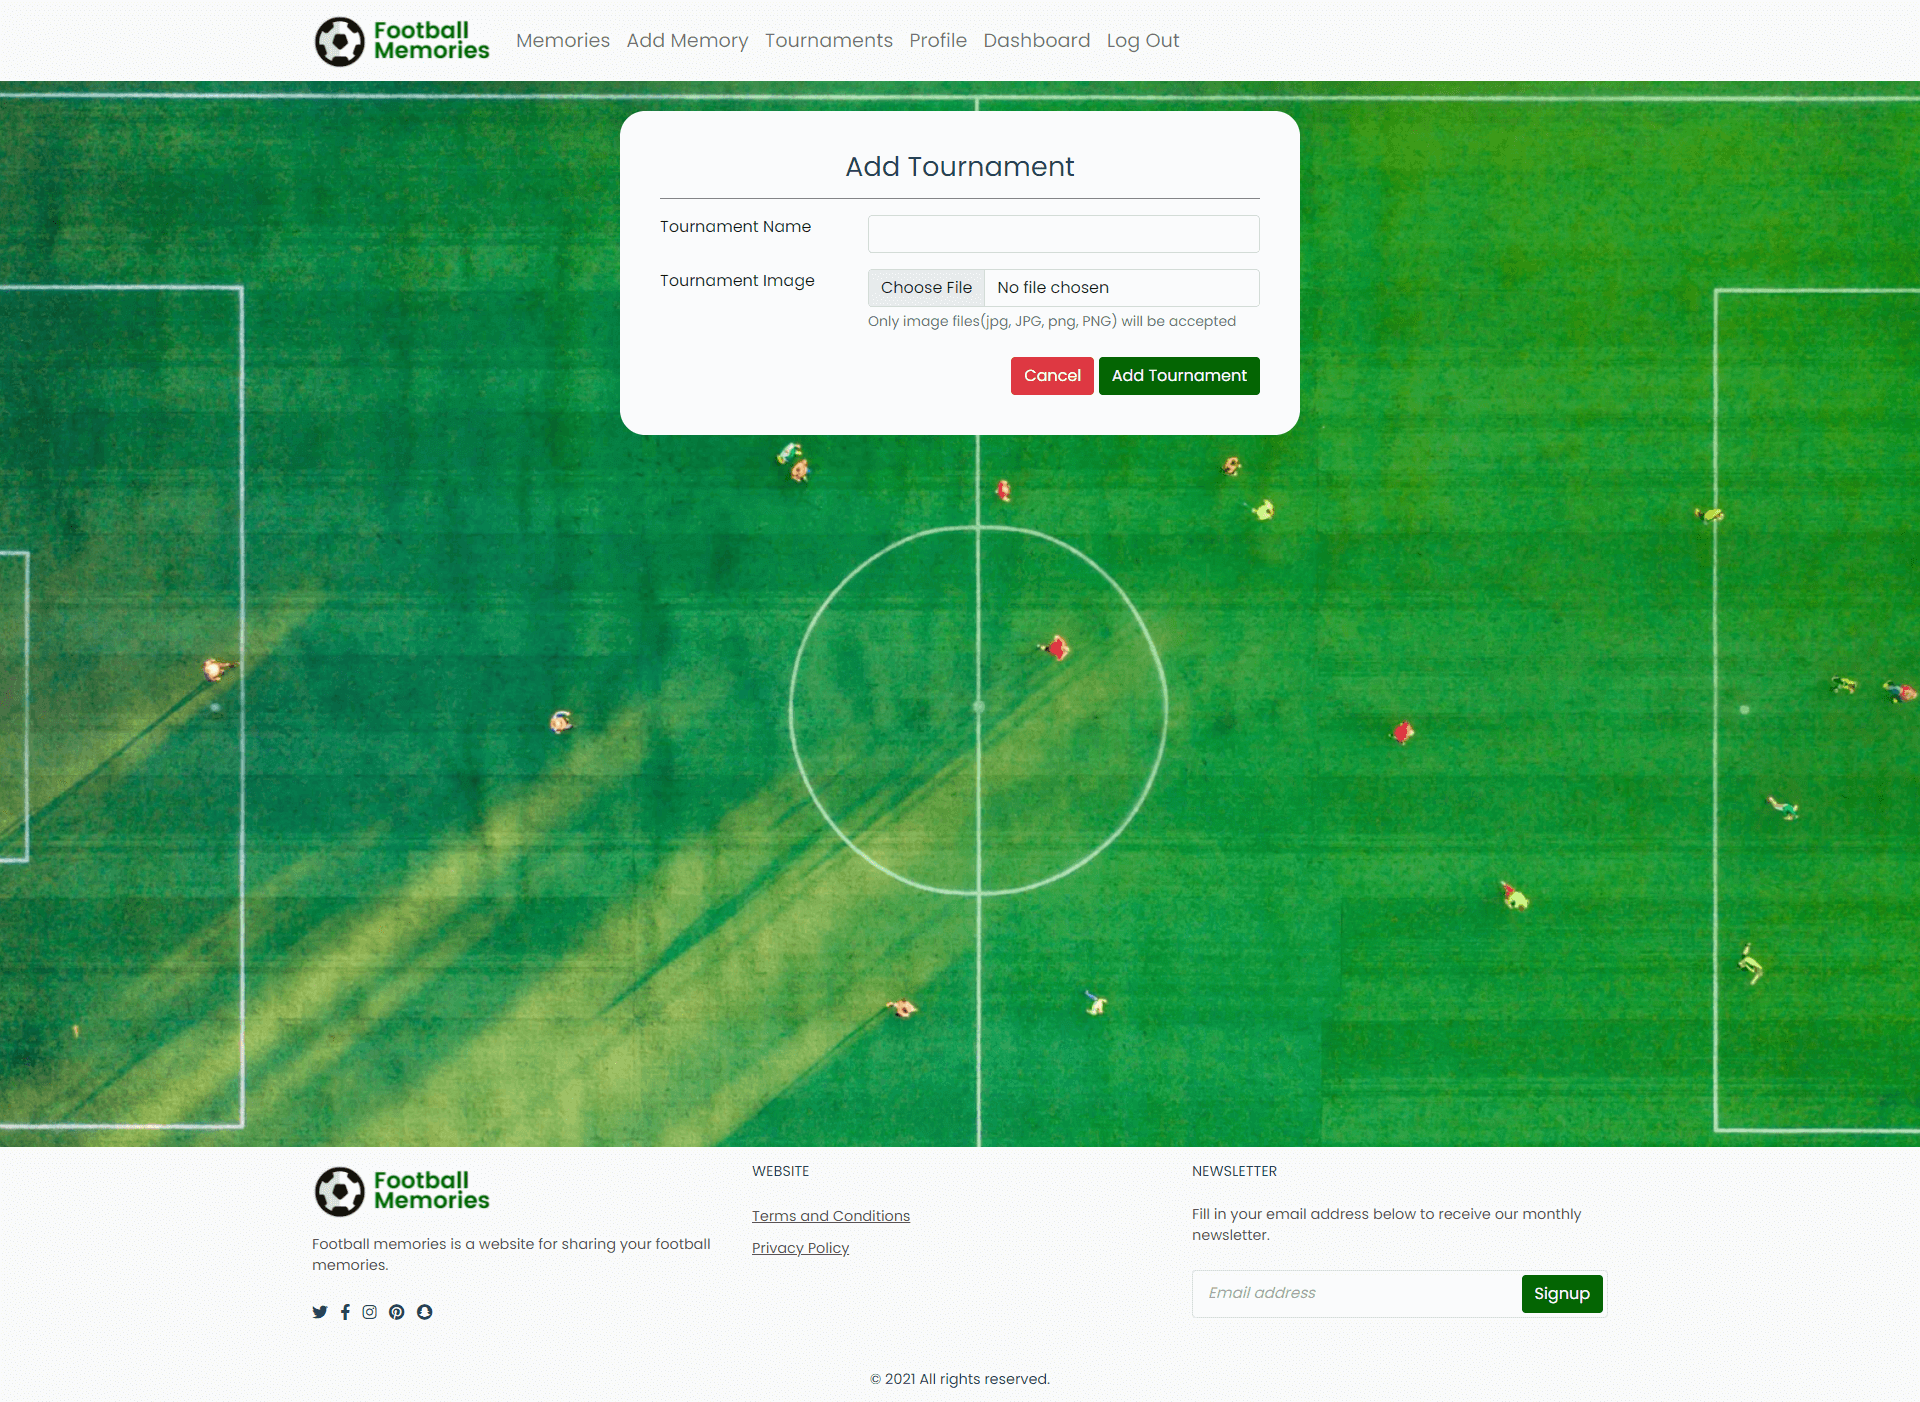 Football
Memories
Memories Add Memory Tournaments Profile Dashboard Log Out
Add Tournament
Tournament Name
Tournament Image
Choose File No file chosen
Only image files(jpg, JPG, png, PNG) will be accepted
Cancel Add Tournament
Football
Memories
Football memories is a website for sharing your football
memories.
WEBSITE
Terms and Conditions
Privacy Policy
NEWSLETTER
Fill in your email address below to receive our monthly
newsletter.
Email address Signup
© 2021 All rights reserved.